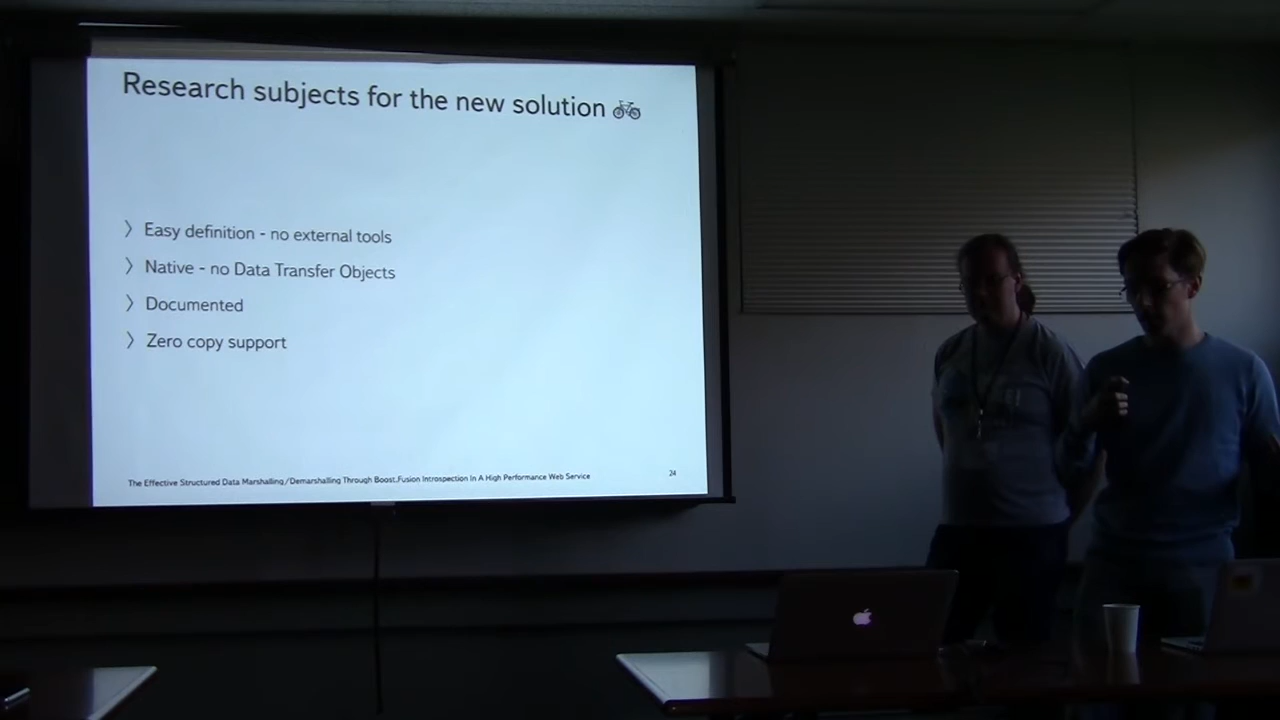 Research subjects for the new solution
〉 Easy definition - no external tools
〉 Native - no Data Transfer Objects
〉 Documented
〉 Zero copy support
The Effective Structured Data Marshalling/Demarshalling Through Boost.Fusion Introspection In A High Performance Web Service
24